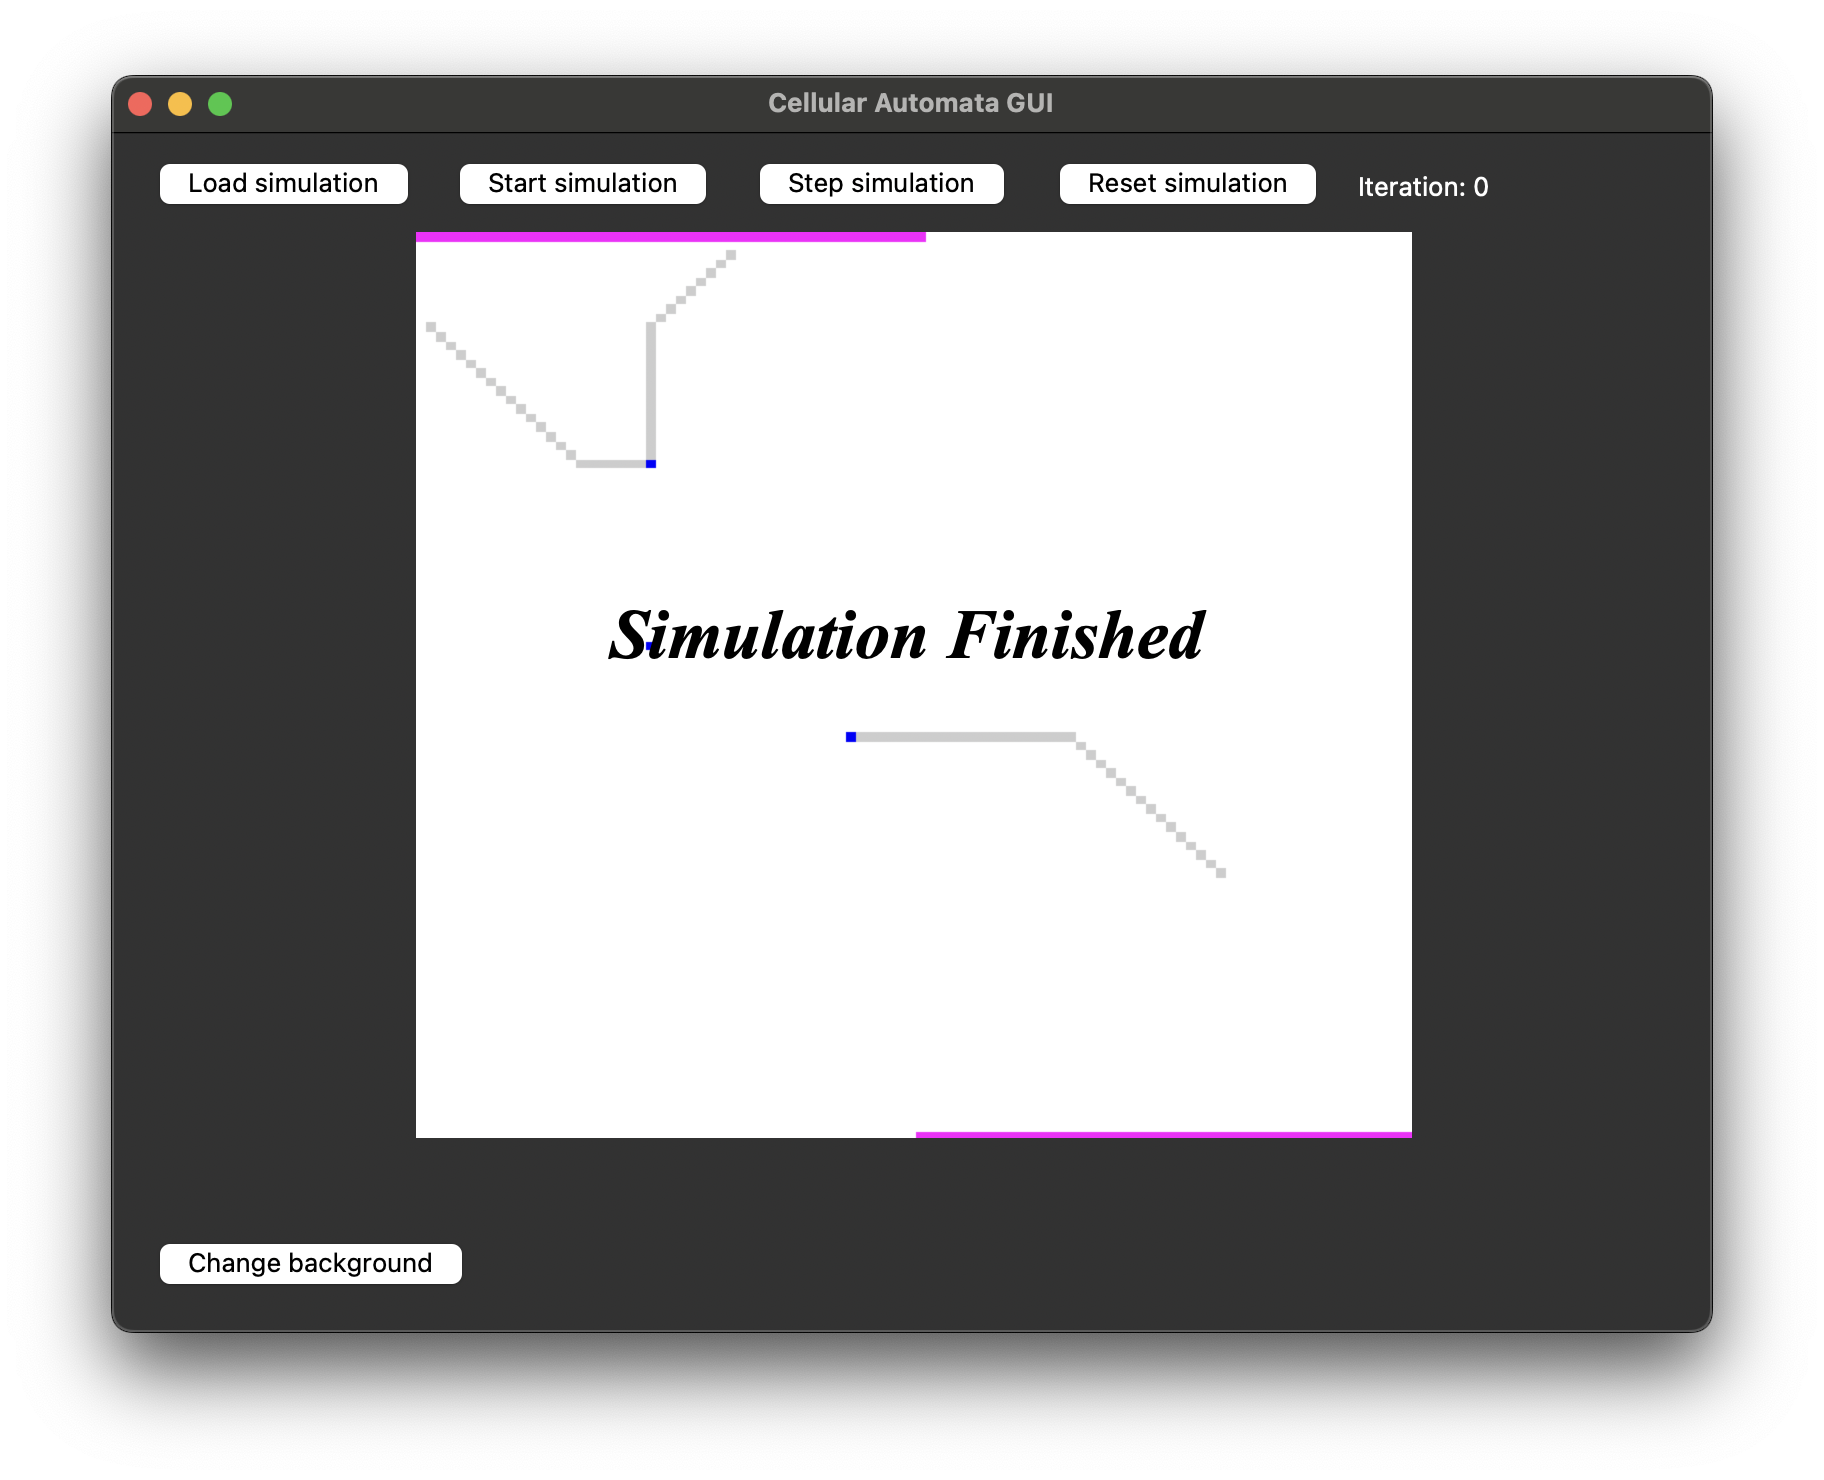 Cellular Automata GUI
Load simulation
Start simulation
Step simulation
Reset simulation
Iteration: 0
Simulation Finished
Change background